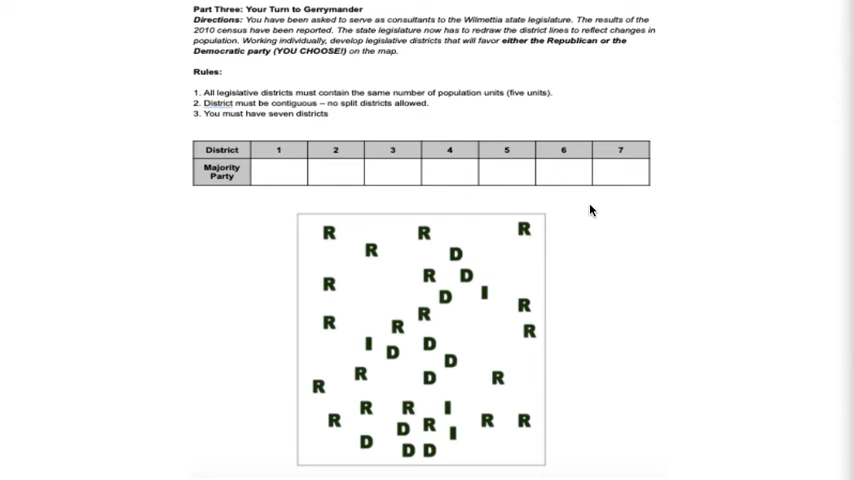 Part Three: Your Turn to Gerrymander
Directions: You have been asked to serve as consultants to the Wilmettia state legislature. The results of the
2010 census have been reported. The state legislature now has to redraw the district lines to reflect changes in
population. Working individually, develop legislative districts that will favor either the Republican or the
Democratic party (YOU CHOOSE!) on the map.
Rules:
1. All legislative districts must contain the same number of population units (five units).
2. District must be contiguous – no split districts allowed.
3. You must have seven districts
District 1 2 3 4 5 6 7
Majority
Party
R R R
R D
R D
R D I
R
R R R
R
I D D
D
R D R
R
R R I
R D R R R
D I
D D